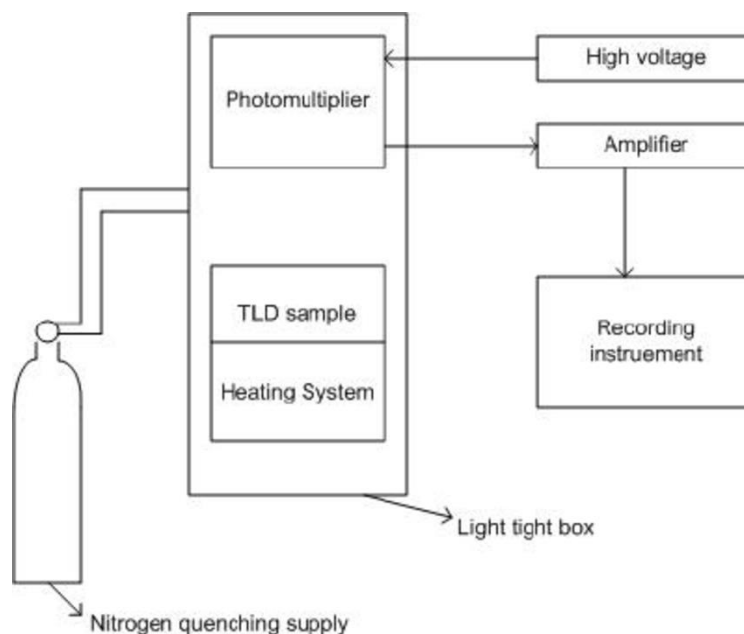 High voltage
Photomultiplier
Amplifier
TLD sample
Recording
instruement
Heating System
Light tight box
Nitrogen quenching supply